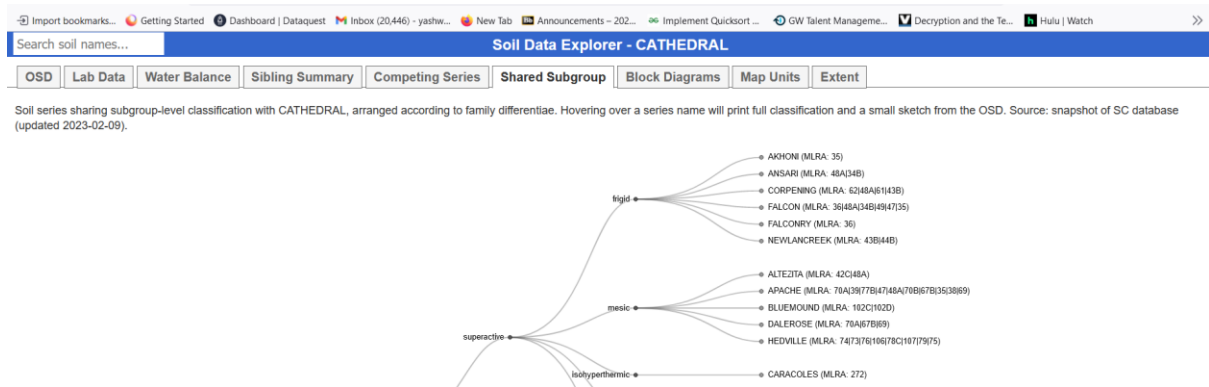 Import bookmarks... Getting Started Dashboard | Dataquest Inbox (20,446) - yashw... New Tab Announcements – 202... Implement Quicksort ... GW Talent Manageme... Decryption and the Te... Hulu | Watch
Search soil names... Soil Data Explorer - CATHEDRAL
OSD Lab Data Water Balance Sibling Summary Competing Series Shared Subgroup Block Diagrams Map Units Extent
Soil series sharing subgroup-level classification with CATHEDRAL, arranged according to family differentiae. Hovering over a series name will print full classification and a small sketch from the OSD. Source: snapshot of SC database
(updated 2023-02-09).
AKHONI (MLRA: 35)
ANSARI (MLRA: 48A|34B)
CORPENING (MLRA: 62|48A|61|43B)
frigid
FALCON (MLRA: 36|48A|34B|49|47|35)
FALCONRY (MLRA: 36)
NEWLANCREEK (MLRA: 43B|44B)
ALTEZITA (MLRA: 42C|48A)
APACHE (MLRA: 70A|39|77B|47|48A|70B|67B|35|38|69)
mesic
BLUEMOUND (MLRA: 102C|102D)
DALEROSE (MLRA: 70A|67B|69)
superactive
HEDVILLE (MLRA: 74|73|76|106|78C|107|79|75)
isohyperthermic
CARACOLES (MLRA: 272)